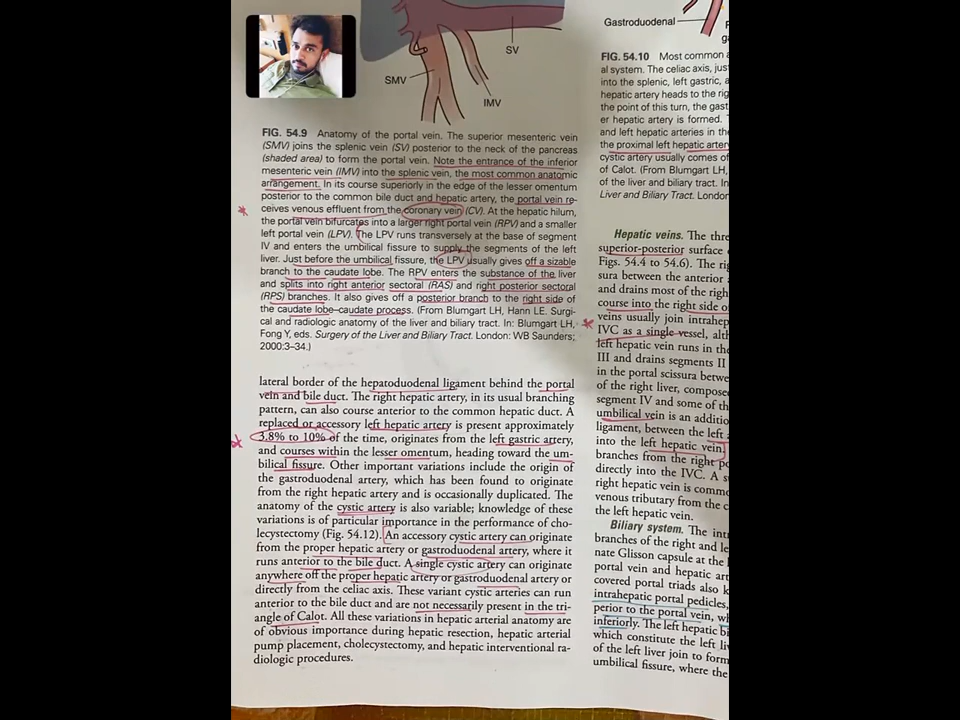 SV
SMV
IMV
FIG. 54.9 Anatomy of the portal vein. The superior mesenteric vein
(SMV) joins the splenic vein (SV) posterior to the neck of the pancreas
(shaded area) to form the portal vein. Note the entrance of the inferior
mesenteric vein (IMV) into the splenic vein, the most common anatomic
arrangement. In its course superiorly in the edge of the lesser omentum
posterior to the common bile duct and hepatic artery, the portal vein re-
ceives venous effluent from the coronary vein (CV). At the hepatic hilum,
the portal vein bifurcates into a larger right portal vein (RPV) and a smaller
left portal vein (LPV). The LPV runs transversely at the base of segment
IV and enters the umbilical fissure to supply the segments of the left
liver. Just before the umbilical fissure, the LPV usually gives off a sizable
branch to the caudate lobe. The RPV enters the substance of the liver
and splits into right anterior sectoral (RAS) and right posterior sectoral
(RPS) branches. It also gives off a posterior branch to the right side of
the caudate lobe–caudate process. (From Blumgart LH, Hann LE. Surgi-
cal and radiologic anatomy of the liver and biliary tract. In: Blumgart LH,
Fong Y, eds. Surgery of the Liver and Biliary Tract. London: WB Saunders;
2000:3–34.)
lateral border of the hepatoduodenal ligament behind the portal
vein and bile duct. The right hepatic artery, in its usual branching
pattern, can also course anterior to the common hepatic duct. A
replaced or accessory left hepatic artery is present approximately
3.8% to 10% of the time, originates from the left gastric artery,
and courses within the lesser omentum, heading toward the um-
bilical fissure. Other important variations include the origin of
the gastroduodenal artery, which has been found to originate
from the right hepatic artery and is occasionally duplicated. The
anatomy of the cystic artery is also variable; knowledge of these
variations is of particular importance in the performance of cho-
lecystectomy (Fig. 54.12). An accessory cystic artery can originate
from the proper hepatic artery or gastroduodenal artery, where it
runs anterior to the bile duct. A single cystic artery can originate
anywhere off the proper hepatic artery or gastroduodenal artery or
directly from the celiac axis. These variant cystic arteries can run
anterior to the bile duct and are not necessarily present in the tri-
angle of Calot. All these variations in hepatic arterial anatomy are
of obvious importance during hepatic resection, hepatic arterial
pump placement, cholecystectomy, and hepatic interventional ra-
diologic procedures.
Gastroduodenal
FIG. 54.10 Most common
al system. The celiac axis, jus
into the splenic, left gastric,
hepatic artery heads to the rig
the point of this turn, the gast
er hepatic artery is formed.
and left hepatic arteries in the
the proximal left hepatic arter
cystic artery usually comes of
of Calot. (From Blumgart LH,
of the liver and biliary tract. In
Liver and Biliary Tract. Londo
Hepatic veins. The thre
superior-posterior surface
Figs. 54.4 to 54.6). The rig
sura between the anterior
and drains most of the right
course into the right side o
veins usually join intrahep
IVC as a single vessel, alt
left hepatic vein runs in the
III and drains segments II
in the portal scissura betwe
of the right liver, compose
segment IV and some of the
umbilical vein is an additio
ligament, between the left
into the left hepatic vein.
branches from the right po
directly into the IVC. A s
right hepatic vein is commo
venous tributary from the c
the left hepatic vein.
Biliary system. The int
branches of the right and le
nate Glisson capsule at the
portal vein and hepatic art
covered portal triads also
intrahepatic portal pedicles,
perior to the portal vein, wh
inferiorly. The left hepatic bi
which constitute the left li
of the left liver join to form
umbilical fissure, where the